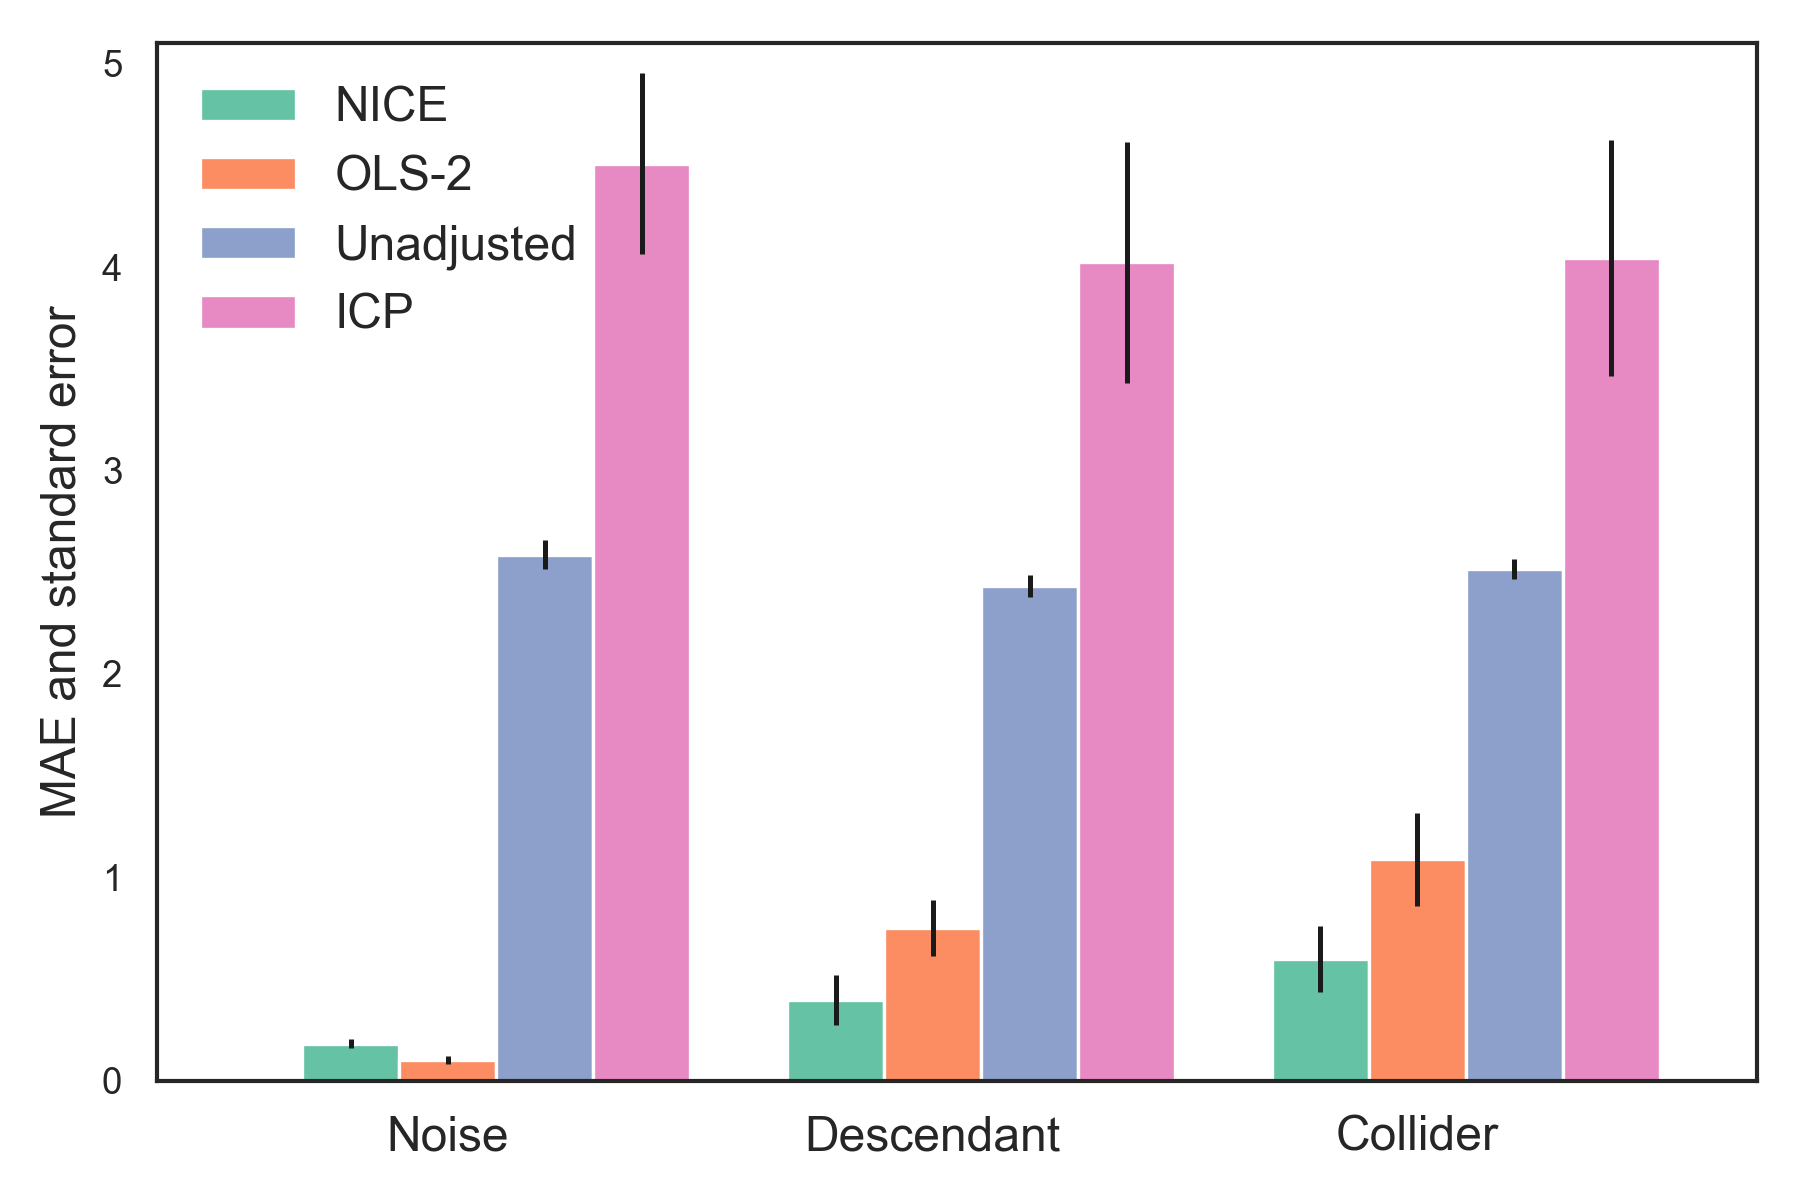 MAE and standard error
5
4
3
2
1
0
NICE
OLS-2
Unadjusted
ICP
Noise
Descendant
Collider